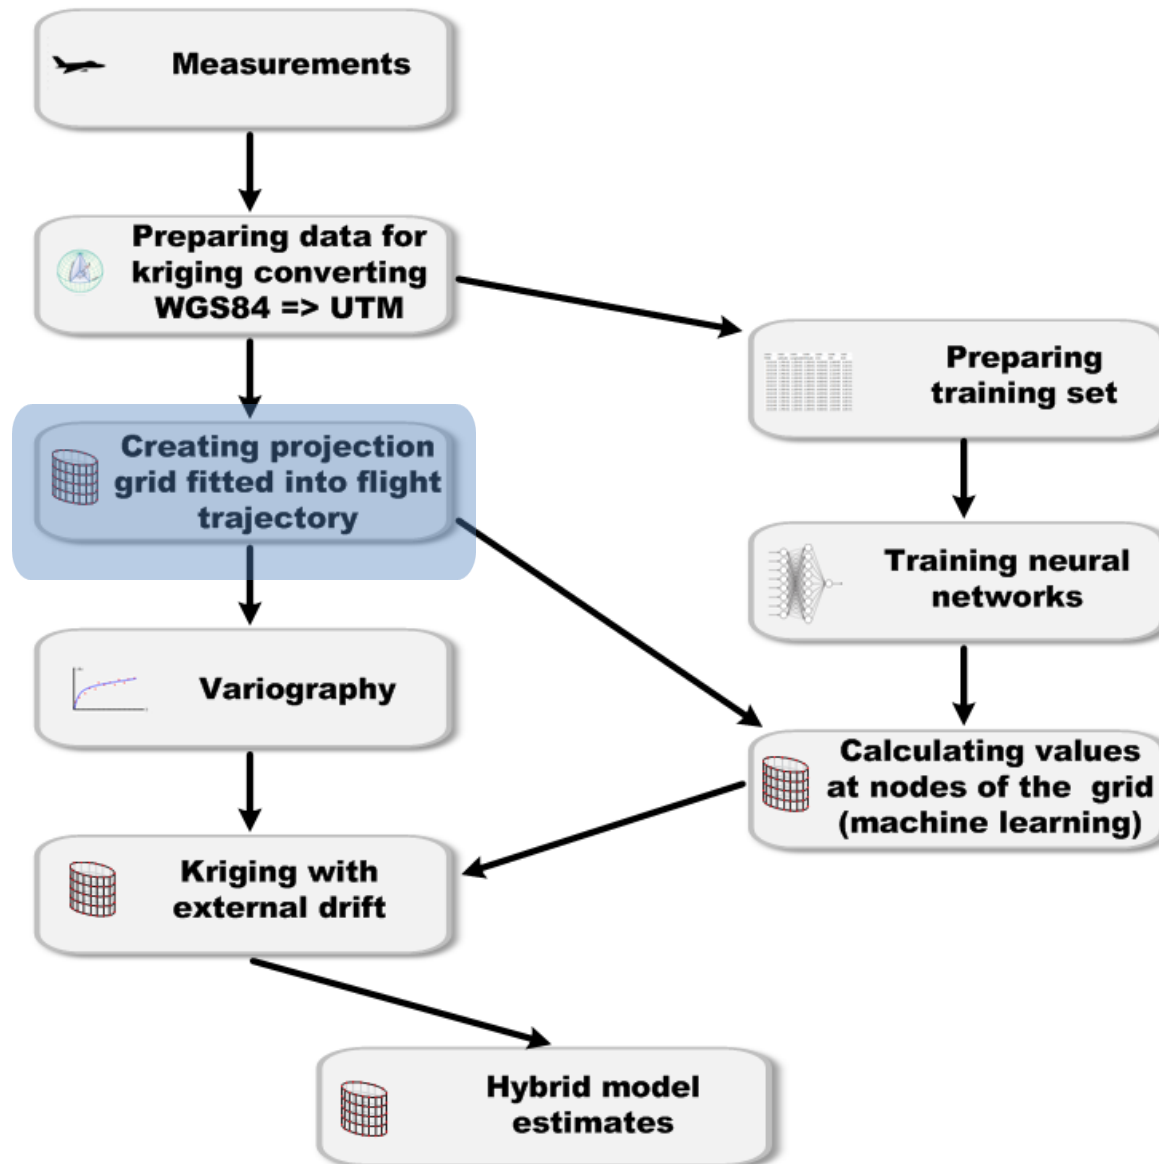 Measurements
Preparing data for
kriging converting
WGS84 => UTM
Preparing
training set
Creating projection
grid fitted into flight
trajectory
Training neural
networks
Variography
Calculating values
at nodes of the grid
(machine learning)
Kriging with
external drift
Hybrid model
estimates